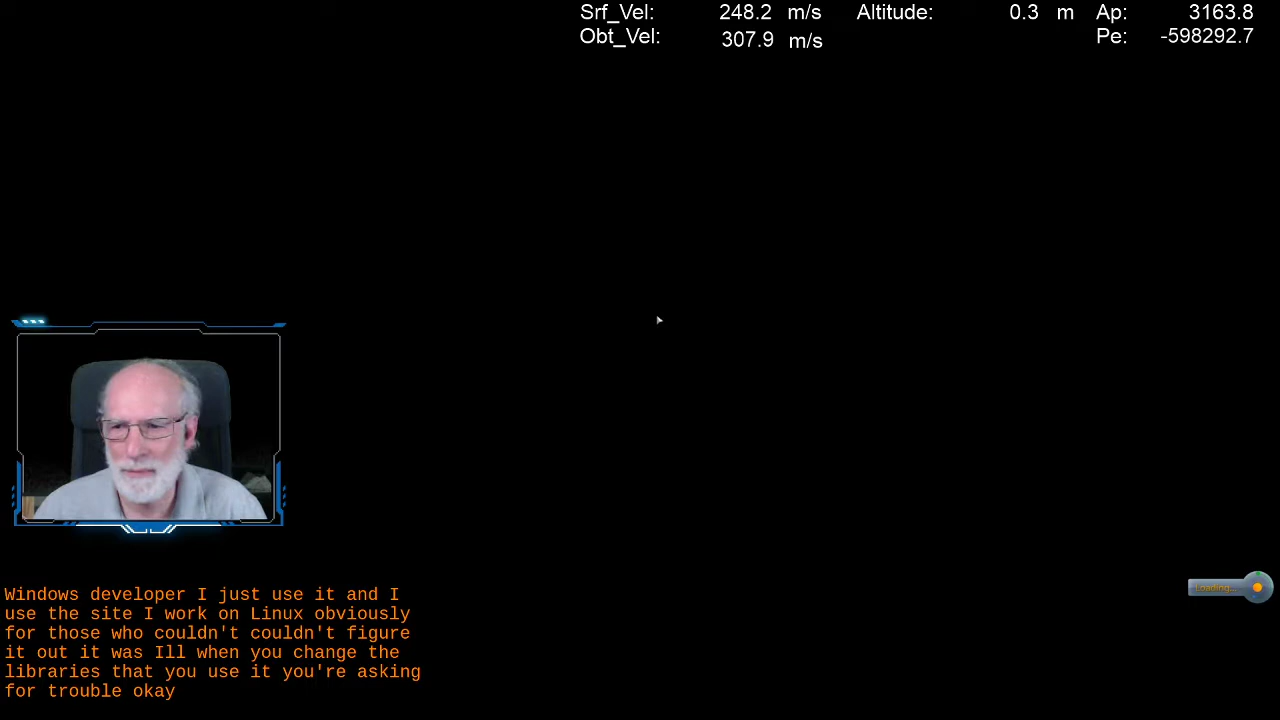 Srf_Vel: 248.2 m/s Altitude: 0.3 m Ap: 3163.8
Obt_Vel: 307.9 m/s Pe: -598292.7
Loading...
Windows developer I just use it and I
use the site I work on Linux obviously
for those who couldn't couldn't figure
it out it was Ill when you change the
libraries that you use it you're asking
for trouble okay